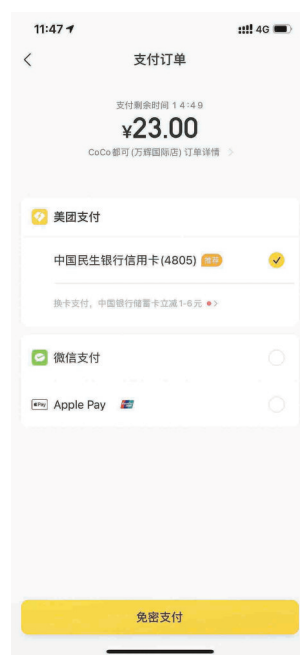 11:47
4G
支付订单
支付剩余时间 14:49
¥23.00
CoCo都可(万辉国际店) 订单详情
美团支付
中国民生银行信用卡(4805) 推荐
换卡支付，中国银行储蓄卡立减1-6元
微信支付
Pay Apple Pay
免密支付